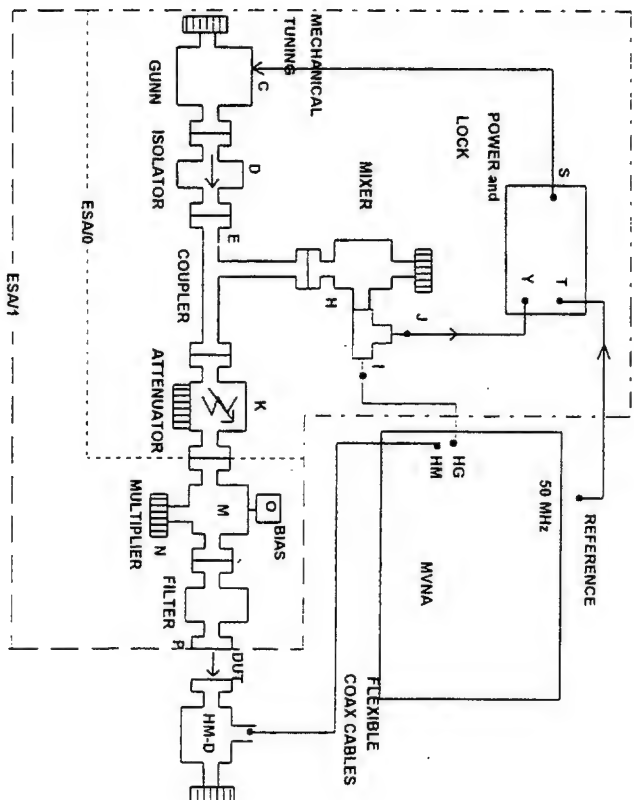 MECHANICAL
TUNING
GUNN
C
ISOLATOR
D
E
COUPLER
ATTENUATOR
K
MIXER
H
J
I
POWER and
LOCK
S
Y
T
REFERENCE
50 MHz
MVNA
HG
HM
FLEXIBLE
COAX CABLES
ESA/0
ESA/1
M
BIAS
O
MULTIPLIER
N
FILTER
P
DUT
HM-D